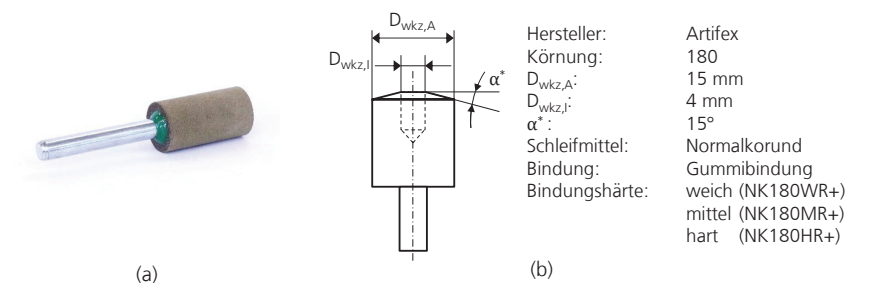 D_wkz,A
D_wkz,I
α*
Hersteller: Artifex
Körnung: 180
D_wkz,A: 15 mm
D_wkz,I: 4 mm
α* : 15°
Schleifmittel: Normalkorund
Bindung: Gummibindung
Bindungshärte: weich (NK180WR+)
mittel (NK180MR+)
hart (NK180HR+)
(a)
(b)